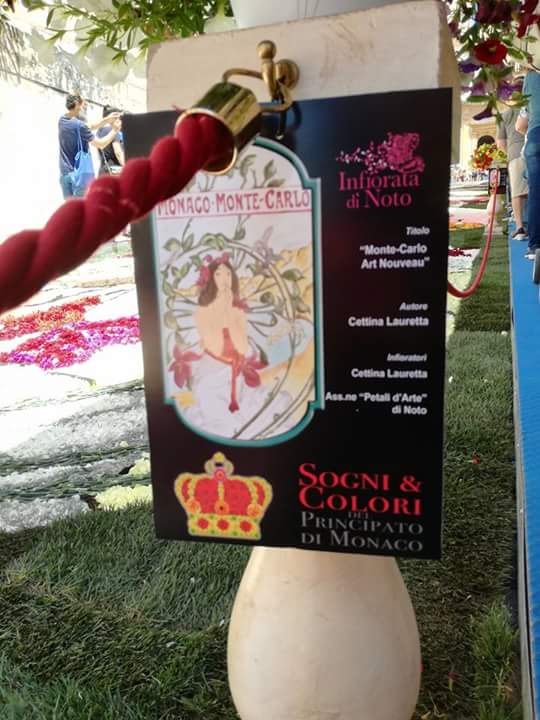 MONACO·MONTE-CARLO
Infiorata
di Noto
Titolo
"Monte-Carlo
Art Nouveau"
Autore
Cettina Lauretta
Infioratori
Cettina Lauretta
Ass.ne "Petali d'Arte"
di Noto
SOGNI &
COLORI
DEL
PRINCIPATO
DI MONACO